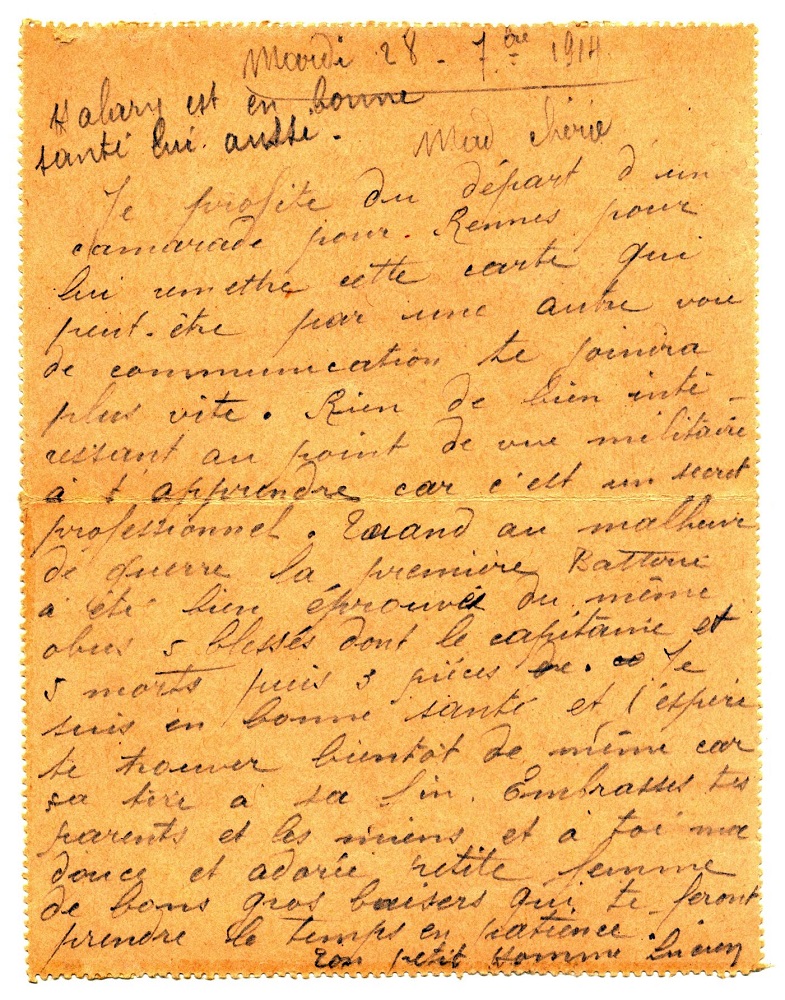 Mardi 28 - 7bre 1914
Halary est en bonne
santé lui aussi.
Mad chérie
Je profite du départ d'un
camarade pour Rennes pour
lui remettre cette carte qui
peut-être par une autre voie
de communication te joindra
plus vite. Rien de bien inté-
ressant au point de vue militaire
à t'apprendre car c'est un secret
professionnel. Quand au malheur
de guerre la première Batterie
a été bien éprouvée du même
obus 5 blessés dont le capitaine et
5 morts puis 3 pièces Je
suis en bonne santé et j'espère
te trouver bientôt de même car
sa tire à sa fin. Embrasses tes
parents et les miens et à toi ma
douce et adorée petite femme
de bons gros baisers qui te feront
prendre le temps en patience.
Ton petit Homme Lucien